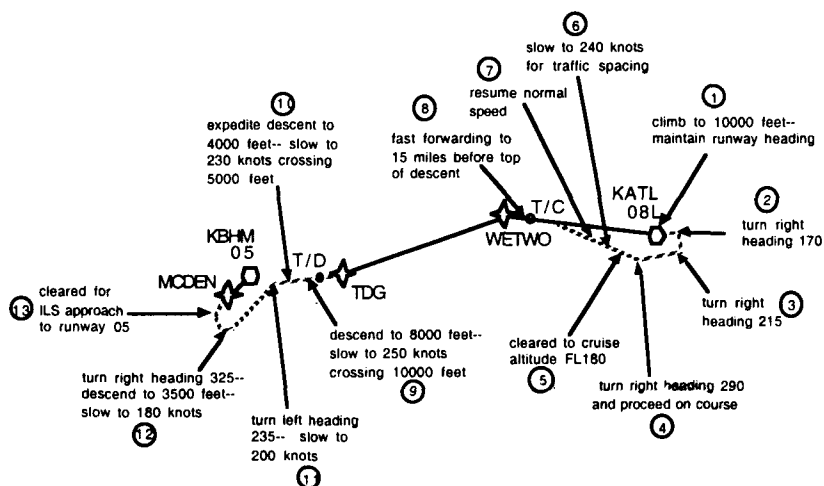 6
slow to 240 knots
for traffic spacing
7
resume normal
speed
1
climb to 10000 feet--
maintain runway heading
10
expedite descent to
4000 feet-- slow to
230 knots crossing
5000 feet
8
fast forwarding to
15 miles before top
of descent
T/C
KATL
08L
2
turn right
heading 170
WETWO
KBHM
05
T/D
MCDEN
TDG
13
cleared for
ILS approach
to runway 05
turn right
heading 215
3
descend to 8000 feet--
slow to 250 knots
crossing 10000 feet
9
cleared to cruise
altitude FL180
5
turn right heading 290
and proceed on course
4
turn right heading 325--
descend to 3500 feet--
slow to 180 knots
12
turn left heading
235-- slow to
200 knots
11